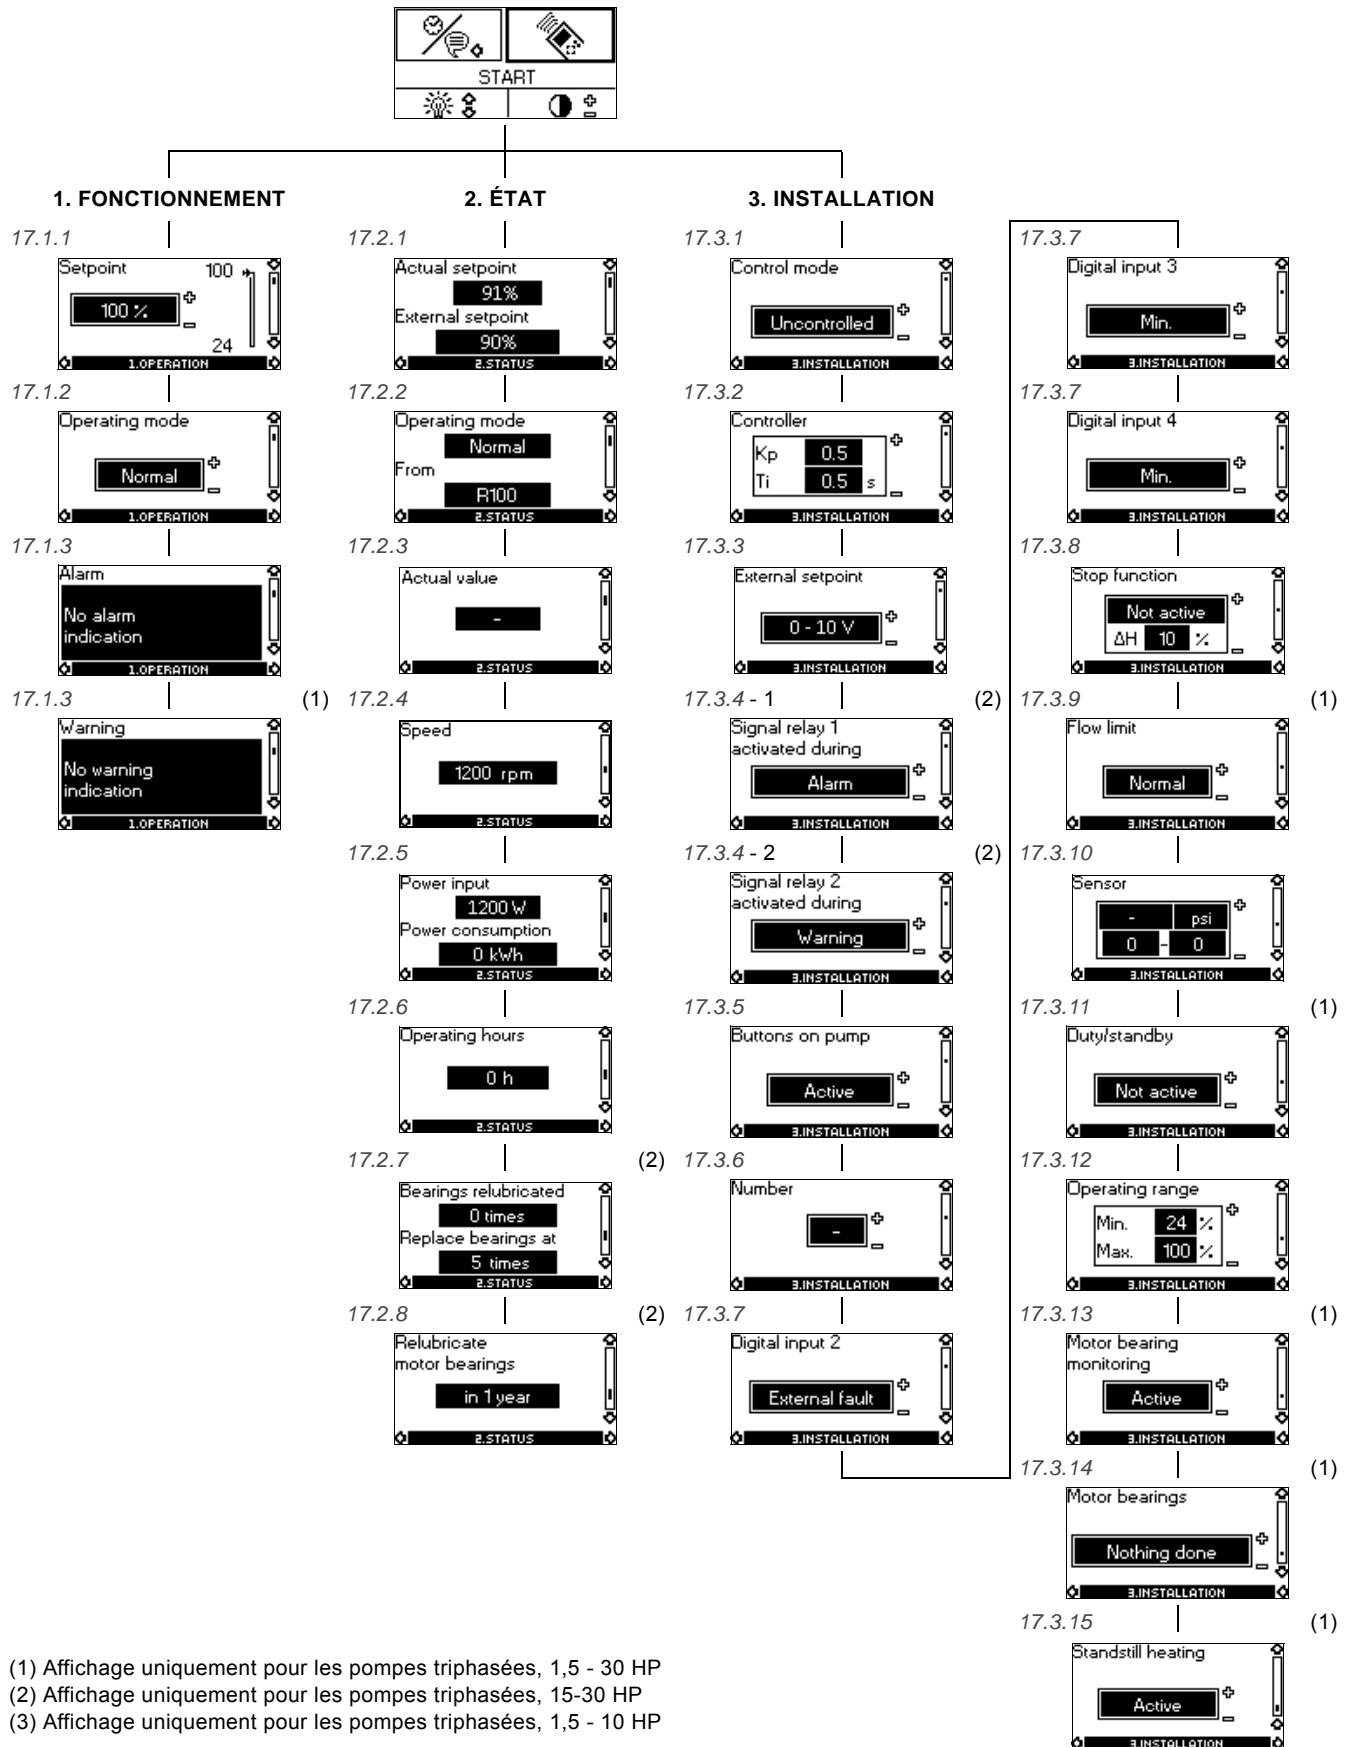 START
1. FONCTIONNEMENT
17.1.1
Setpoint
100
100 %
24
1.OPERATION
17.1.2
Operating mode
Normal
1.OPERATION
17.1.3
Alarm
No alarm
indication
1.OPERATION
17.1.3 (1)
Warning
No warning
indication
1.OPERATION
2. ÉTAT
17.2.1
Actual setpoint
91%
External setpoint
90%
2.STATUS
17.2.2
Operating mode
Normal
From
R100
2.STATUS
17.2.3
Actual value
-
2.STATUS
17.2.4
Speed
1200 rpm
2.STATUS
17.2.5
Power input
1200 W
Power consumption
0 kWh
2.STATUS
17.2.6
Operating hours
0 h
2.STATUS
17.2.7 (2)
Bearings relubricated
0 times
Replace bearings at
5 times
2.STATUS
17.2.8 (2)
Relubricate
motor bearings
in 1 year
2.STATUS
3. INSTALLATION
17.3.1
Control mode
Uncontrolled
3.INSTALLATION
17.3.2
Controller
Kp 0.5
Ti 0.5 s
3.INSTALLATION
17.3.3
External setpoint
0 - 10 V
3.INSTALLATION
17.3.4 - 1 (2)
Signal relay 1
activated during
Alarm
3.INSTALLATION
17.3.4 - 2 (2)
Signal relay 2
activated during
Warning
3.INSTALLATION
17.3.5
Buttons on pump
Active
3.INSTALLATION
17.3.6
Number
-
3.INSTALLATION
17.3.7
Digital input 2
External fault
3.INSTALLATION
17.3.7
Digital input 3
Min.
3.INSTALLATION
17.3.7
Digital input 4
Min.
3.INSTALLATION
17.3.8
Stop function
Not active
ΔH 10 %
3.INSTALLATION
17.3.9 (1)
Flow limit
Normal
3.INSTALLATION
17.3.10
Sensor
- psi
0 - 0
3.INSTALLATION
17.3.11 (1)
Duty/standby
Not active
3.INSTALLATION
17.3.12
Operating range
Min. 24 %
Max. 100 %
3.INSTALLATION
17.3.13 (1)
Motor bearing
monitoring
Active
3.INSTALLATION
17.3.14 (1)
Motor bearings
Nothing done
3.INSTALLATION
17.3.15 (1)
Standstill heating
Active
3.INSTALLATION
(1) Affichage uniquement pour les pompes triphasées, 1,5 - 30 HP
(2) Affichage uniquement pour les pompes triphasées, 15-30 HP
(3) Affichage uniquement pour les pompes triphasées, 1,5 - 10 HP